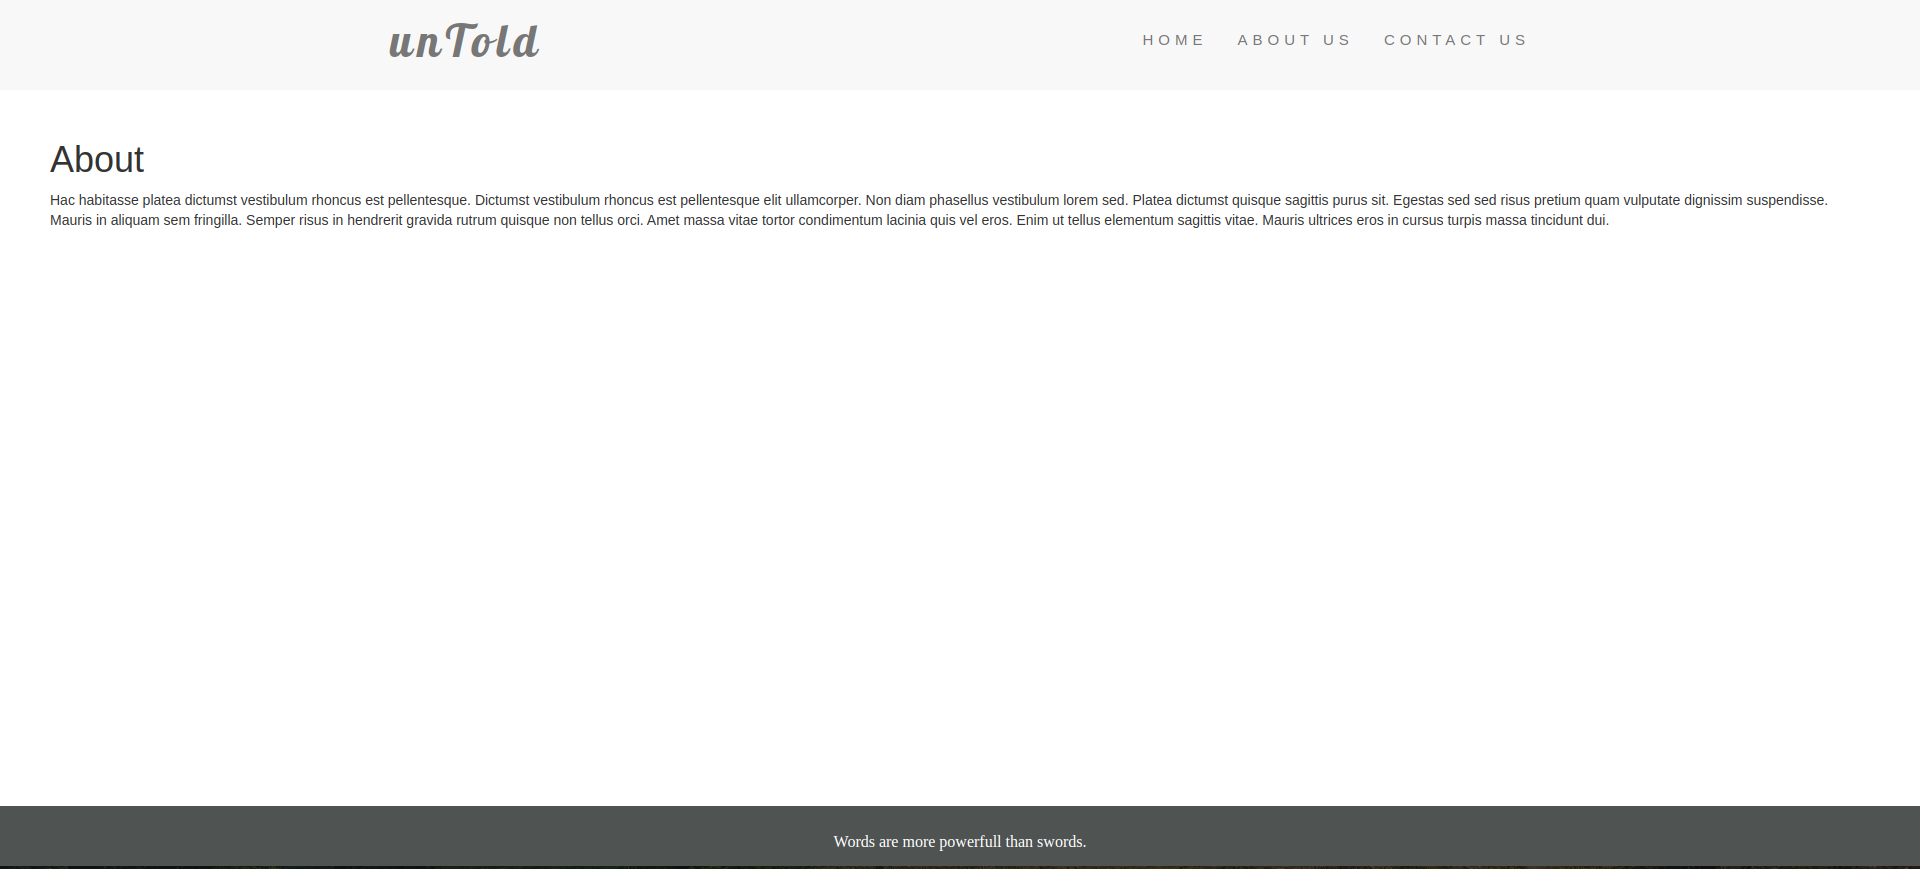 unTold
HOME ABOUT US CONTACT US
About
Hac habitasse platea dictumst vestibulum rhoncus est pellentesque. Dictumst vestibulum rhoncus est pellentesque elit ullamcorper. Non diam phasellus vestibulum lorem sed. Platea dictumst quisque sagittis purus sit. Egestas sed sed risus pretium quam vulputate dignissim suspendisse.
Mauris in aliquam sem fringilla. Semper risus in hendrerit gravida rutrum quisque non tellus orci. Amet massa vitae tortor condimentum lacinia quis vel eros. Enim ut tellus elementum sagittis vitae. Mauris ultrices eros in cursus turpis massa tincidunt dui.
Words are more powerfull than swords.